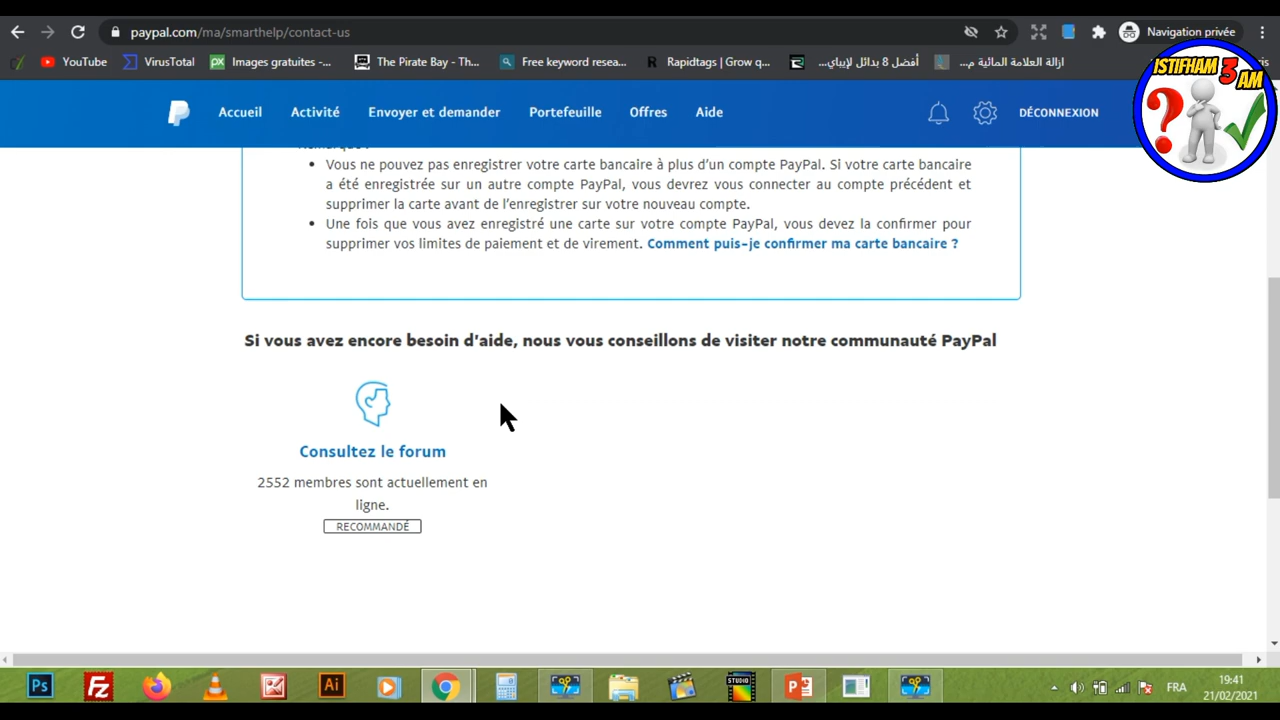 paypal.com/ma/smarthelp/contact-us
Navigation privée
YouTube
VirusTotal
Images gratuites -...
The Pirate Bay - Th...
Free keyword resea...
Rapidtags | Grow q...
أفضل 8 بدائل لإيباي...
ازالة العلامة المائية م...
ISTIFHAM 3 AM
Accueil
Activité
Envoyer et demander
Portefeuille
Offres
Aide
DÉCONNEXION
Remarque :
Vous ne pouvez pas enregistrer votre carte bancaire à plus d’un compte PayPal. Si votre carte bancaire
a été enregistrée sur un autre compte PayPal, vous devrez vous connecter au compte précédent et
supprimer la carte avant de l’enregistrer sur votre nouveau compte.
Une fois que vous avez enregistré une carte sur votre compte PayPal, vous devez la confirmer pour
supprimer vos limites de paiement et de virement. Comment puis-je confirmer ma carte bancaire ?
Si vous avez encore besoin d'aide, nous vous conseillons de visiter notre communauté PayPal
Consultez le forum
2552 membres sont actuellement en
ligne.
RECOMMANDÉ
Ps
Fz
Ai
STUDIO
FRA
19:41
21/02/2021